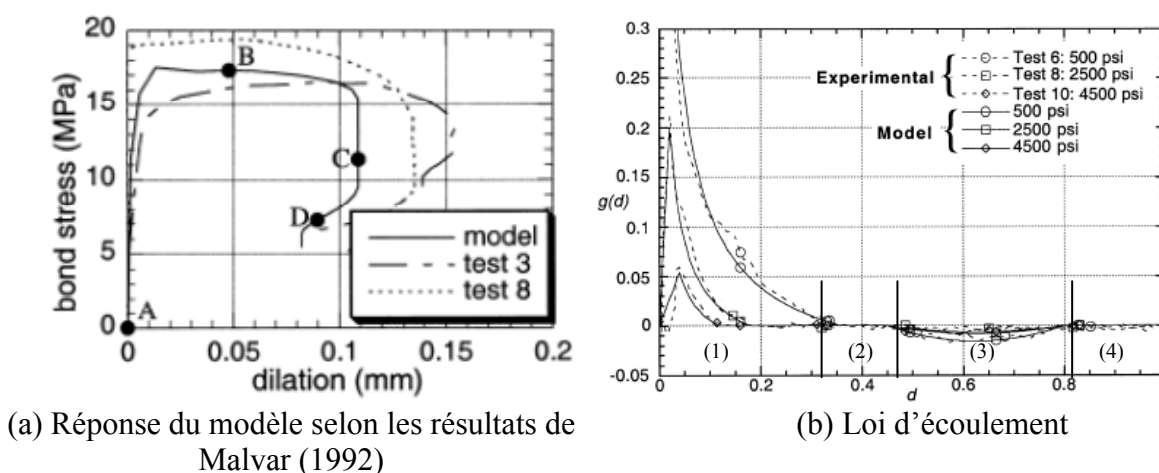 20
15
10
5
0
bond stress (MPa)
A
B
C
D
model
test 3
test 8
0
0.05
0.1
0.15
0.2
dilation (mm)
(a) Réponse du modèle selon les résultats de
Malvar (1992)
0.3
0.25
0.2
0.15
0.1
0.05
0
-0.05
g(d)
Experimental {
Test 6: 500 psi
Test 8: 2500 psi
Test 10: 4500 psi
Model {
500 psi
2500 psi
4500 psi
(1)
(2)
(3)
(4)
0
0.2
0.4
0.6
0.8
d
(b) Loi d’écoulement